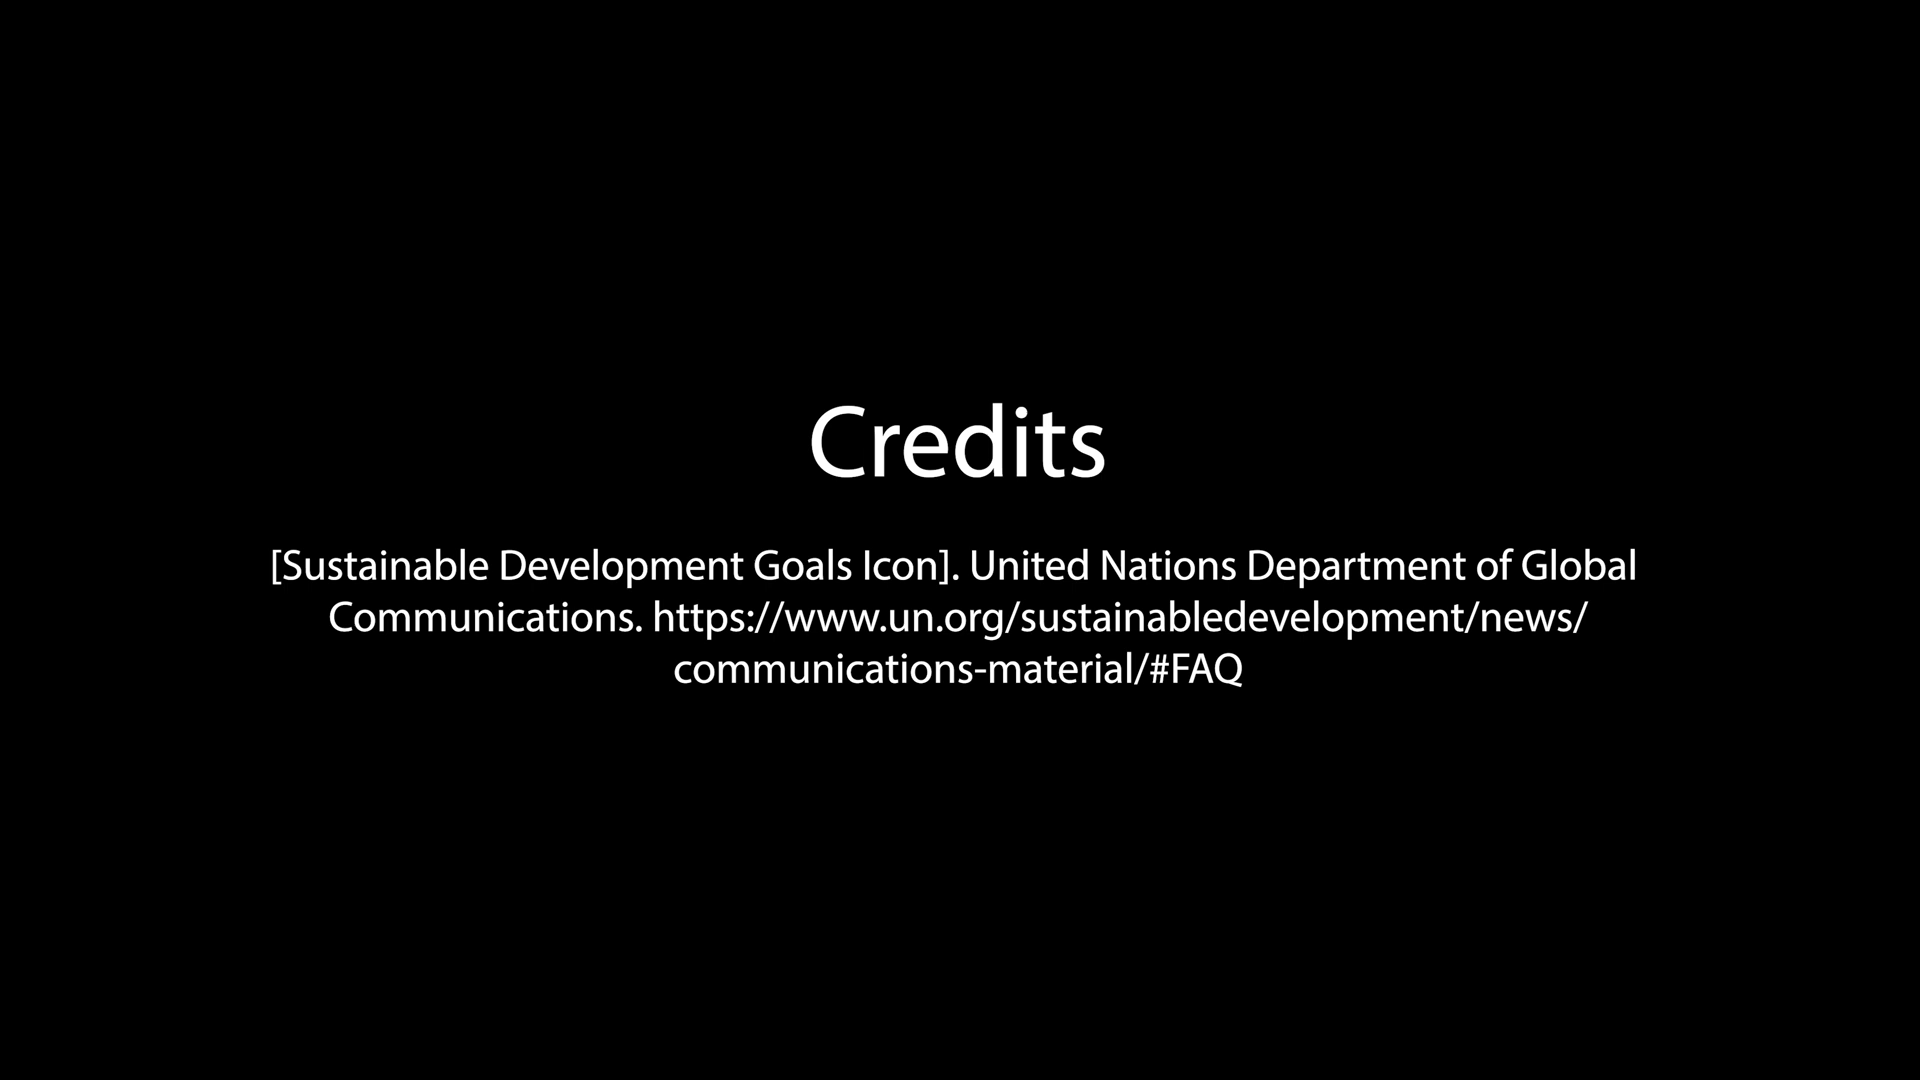 Credits
[Sustainable Development Goals Icon]. United Nations Department of Global
Communications. https://www.un.org/sustainabledevelopment/news/
communications-material/#FAQ